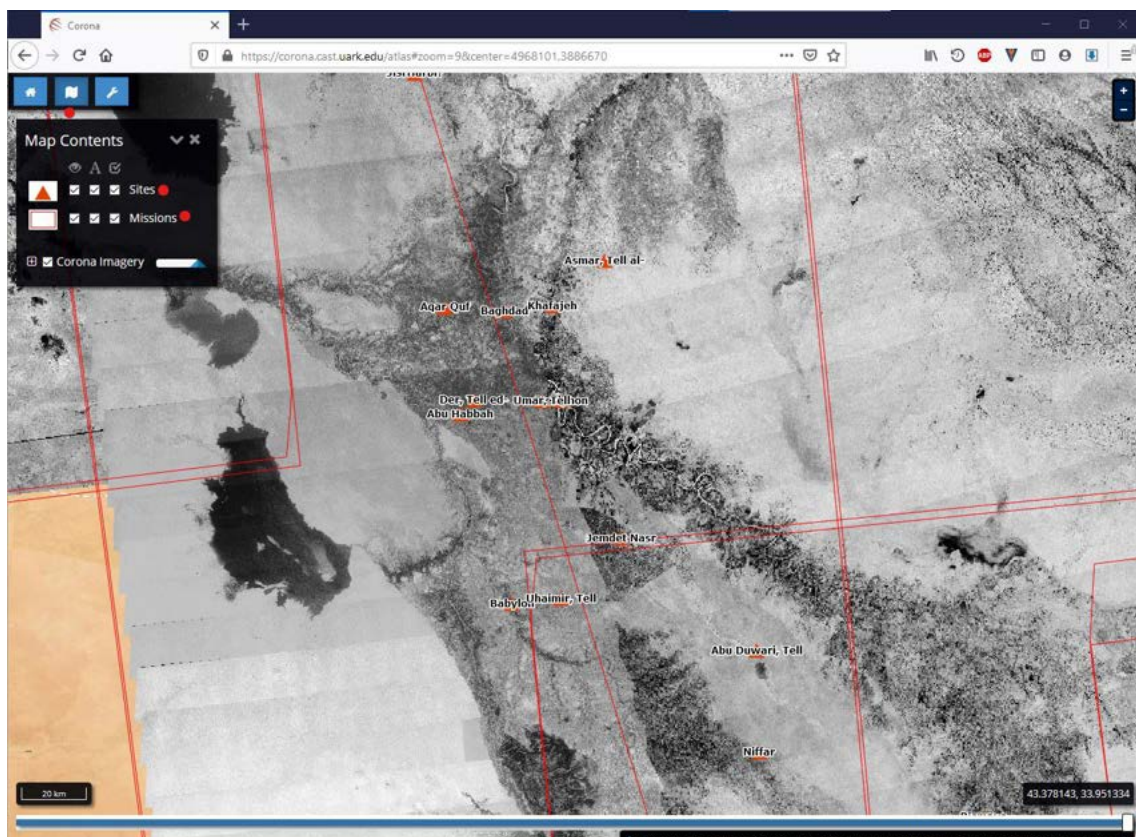 Corona
https://corona.cast.uark.edu/atlas#zoom=9&center=4968101.3886670
ABP
Map Contents
A
Sites
Missions
Corona Imagery
+
-
Asmar, Tell al-
Aqar Quf
Baghdad
Khafajeh
Der, Tell ed-
Umar, Tell
Abu Habbah
Jemdet Nasr
Babylon
Uhaimir, Tell
Abu Duwari, Tell
Niffar
20 km
43.378143, 33.951334